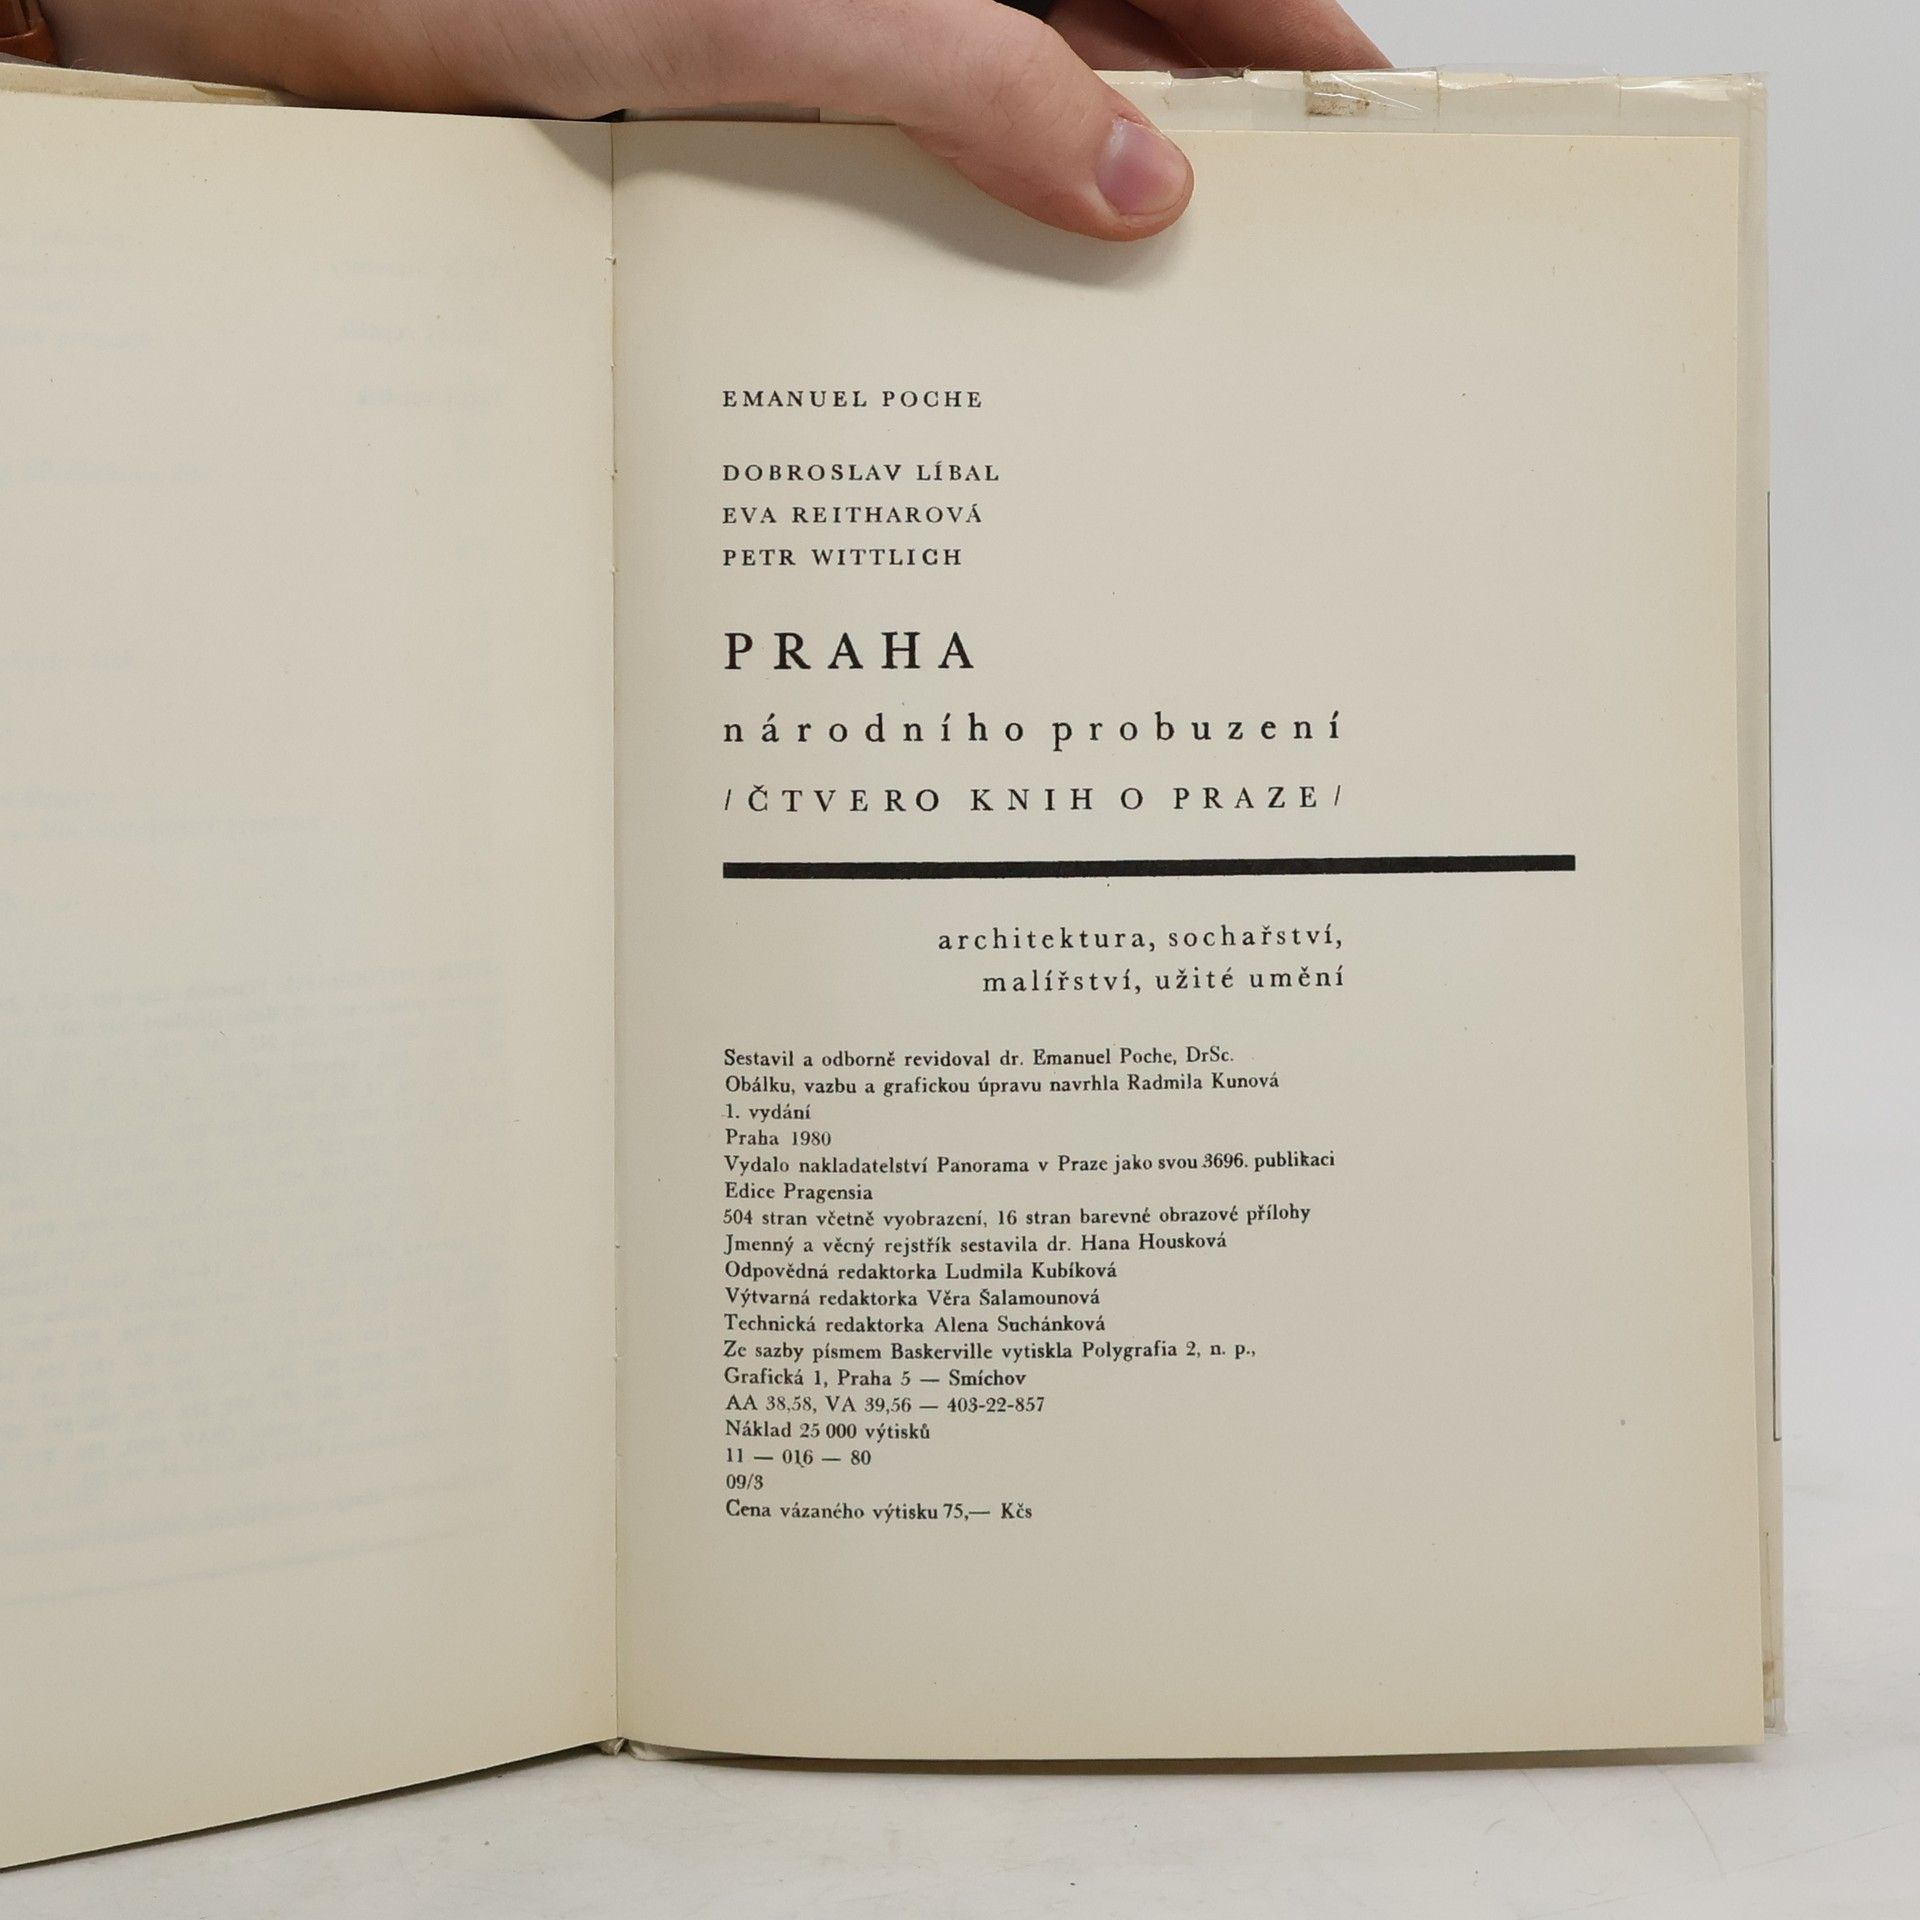 EMANUEL POCHE
DOBROSLAV LÍBAL
EVA REITHAROVÁ
PETR WITTLICH
PRAHA
národního probuzení
/ČTVERO KNIH O PRAZE/
architektura, sochařství,
malířství, užité umění
Sestavil a odborně revidoval dr. Emanuel Poche, DrSc.
Obálku, vazbu a grafickou úpravu navrhla Radmila Kunová
1. vydání
Praha 1980
Vydalo nakladatelství Panorama v Praze jako svou 3696. publikaci
Edice Pragensia
504 stran včetně vyobrazení, 16 stran barevné obrazové přílohy
Jmenný a věcný rejstřík sestavila dr. Hana Housková
Odpovědná redaktorka Ludmila Kubíková
Výtvarná redaktorka Věra Šalamounová
Technická redaktorka Alena Suchánková
Ze sazby písmem Baskerville vytiskla Polygrafia 2, n. p.,
Grafická 1, Praha 5 — Smíchov
AA 38,58, VA 39,56 — 403-22-857
Náklad 25 000 výtisků
11 — 016 — 80
09/3
Cena vázaného výtisku 75,— Kčs